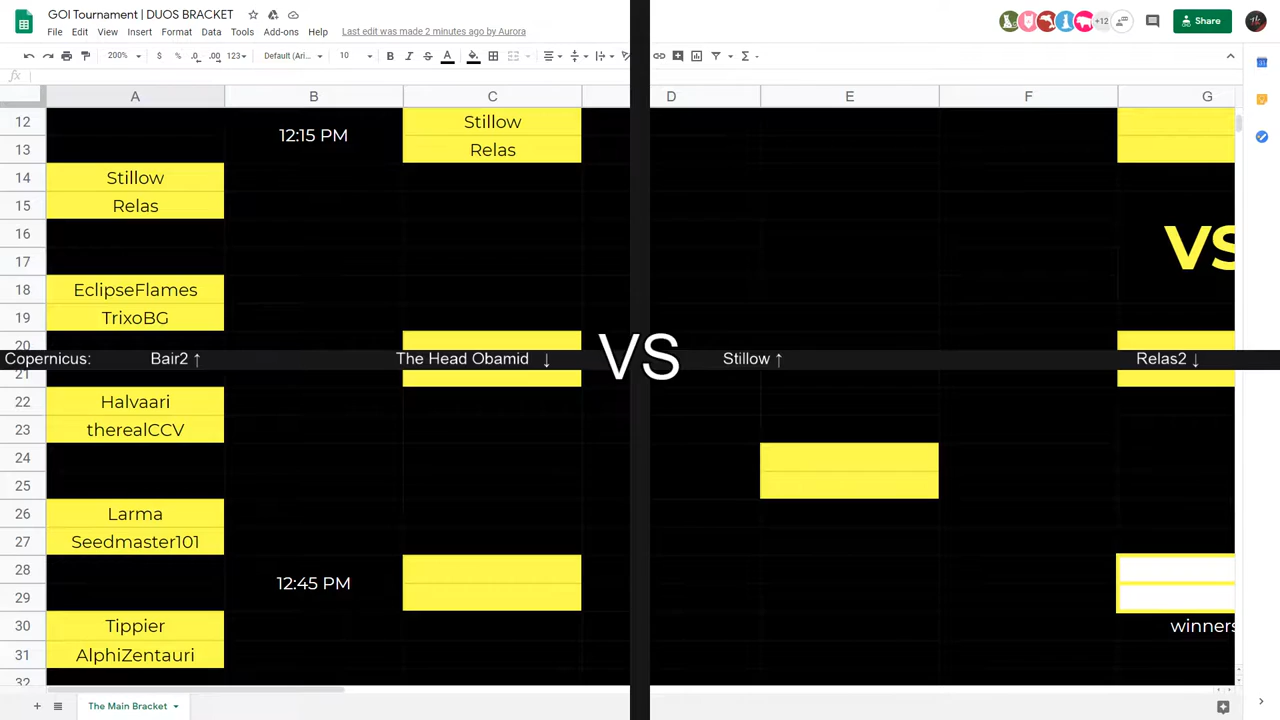 GOI Tournament | DUOS BRACKET
Share
+12
File Edit View Insert Format Data Tools Add-ons Help Last edit was made 2 minutes ago by Aurora
200% $ % .0 .00 123 Default (Ari... 10 B I S A Σ
fx
A B C D E F G
12 Stillow
12:15 PM
13 Relas
14 Stillow
15 Relas
16
VS
17
18 EclipseFlames
19 TrixoBG
20
VS
Copernicus: Bair2 ↑ The Head Obamid ↓ Stillow ↑ Relas2 ↓
21
22 Halvaari
23 therealCCV
24
25
26 Larma
27 Seedmaster101
28
12:45 PM
29
30 Tippier winners
31 AlphiZentauri
32
+ The Main Bracket